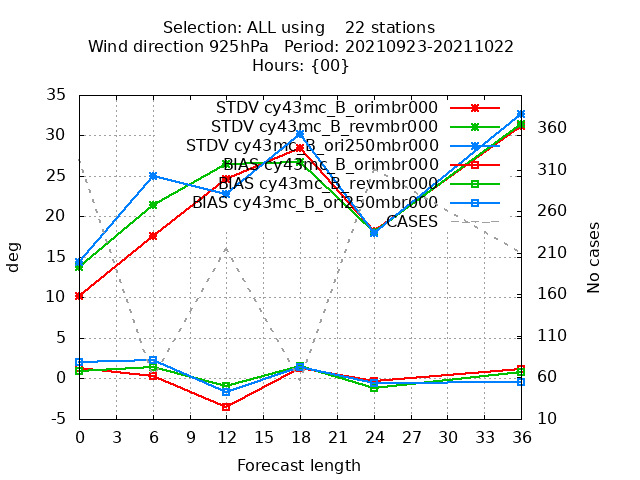 Selection: ALL using 22 stations
Wind direction 925hPa Period: 20210923-20211022
Hours: {00}
STDV cy43mc_B_orimbr000
STDV cy43mc_B_revmbr000
STDV cy43mc_B_ori250mbr000
BIAS cy43mc_B_orimbr000
BIAS cy43mc_B_revmbr000
BIAS cy43mc_B_ori250mbr000
CASES
35
30
25
20
15
10
5
0
-5
deg
360
310
260
210
160
110
60
10
No cases
0 3 6 9 12 15 18 21 24 27 30 33 36
Forecast length